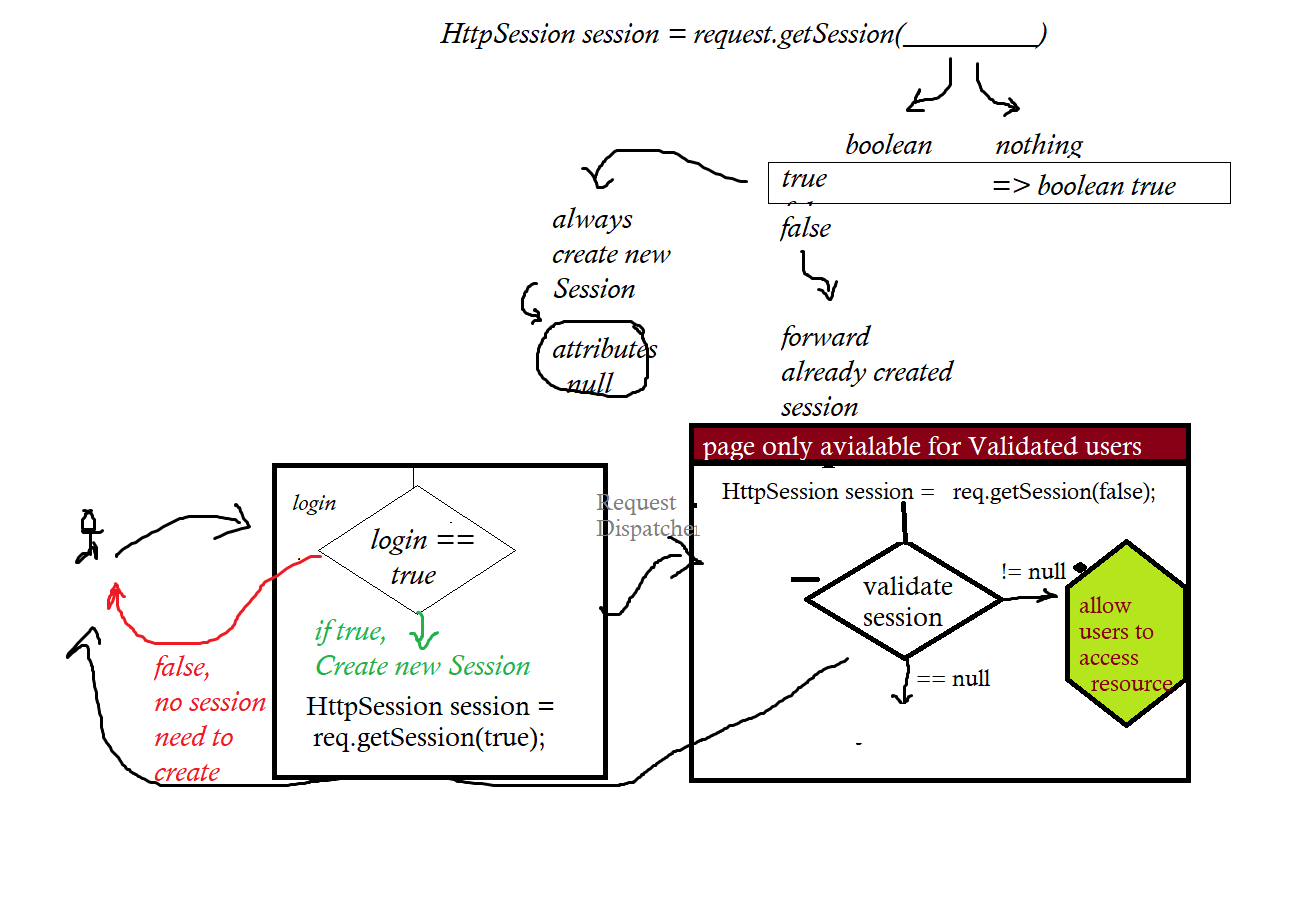 HttpSession session = request.getSession(__________)
boolean
nothing
true
=> boolean true
false
always
create new
Session
attributes
null
forward
already created
session
page only avialable for Validated users
login
login ==
true
if true,
Create new Session
HttpSession session =
req.getSession(true);
false,
no session
need to
create
Request
Dispatcher
HttpSession session = req.getSession(false);
validate
session
!= null
== null
allow
users to
access
resource